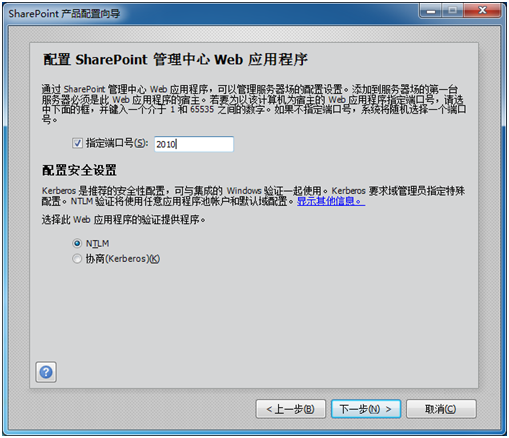 SharePoint 产品配置向导
配置 SharePoint 管理中心 Web 应用程序
通过 SharePoint 管理中心 Web 应用程序，可以管理服务器场的配置设置。添加到服务器场的第一台
服务器必须是此 Web 应用程序的宿主。若要为以该计算机为宿主的 Web 应用程序指定端口号，请选
中下面的框，并键入一个介于 1 和 65535 之间的数字。如果不指定端口号，系统将随机选择一个端口
号。
指定端口号(S): 2010
配置安全设置
Kerberos 是推荐的安全性配置，可与集成的 Windows 验证一起使用。Kerberos 要求域管理员指定特殊
配置。NTLM 验证将使用任意应用程序池帐户和默认域配置。显示其他信息。
选择此 Web 应用程序的验证提供程序。
NTLM
协商(Kerberos)(K)
?
< 上一步(B) 下一步(N) > 取消(C)